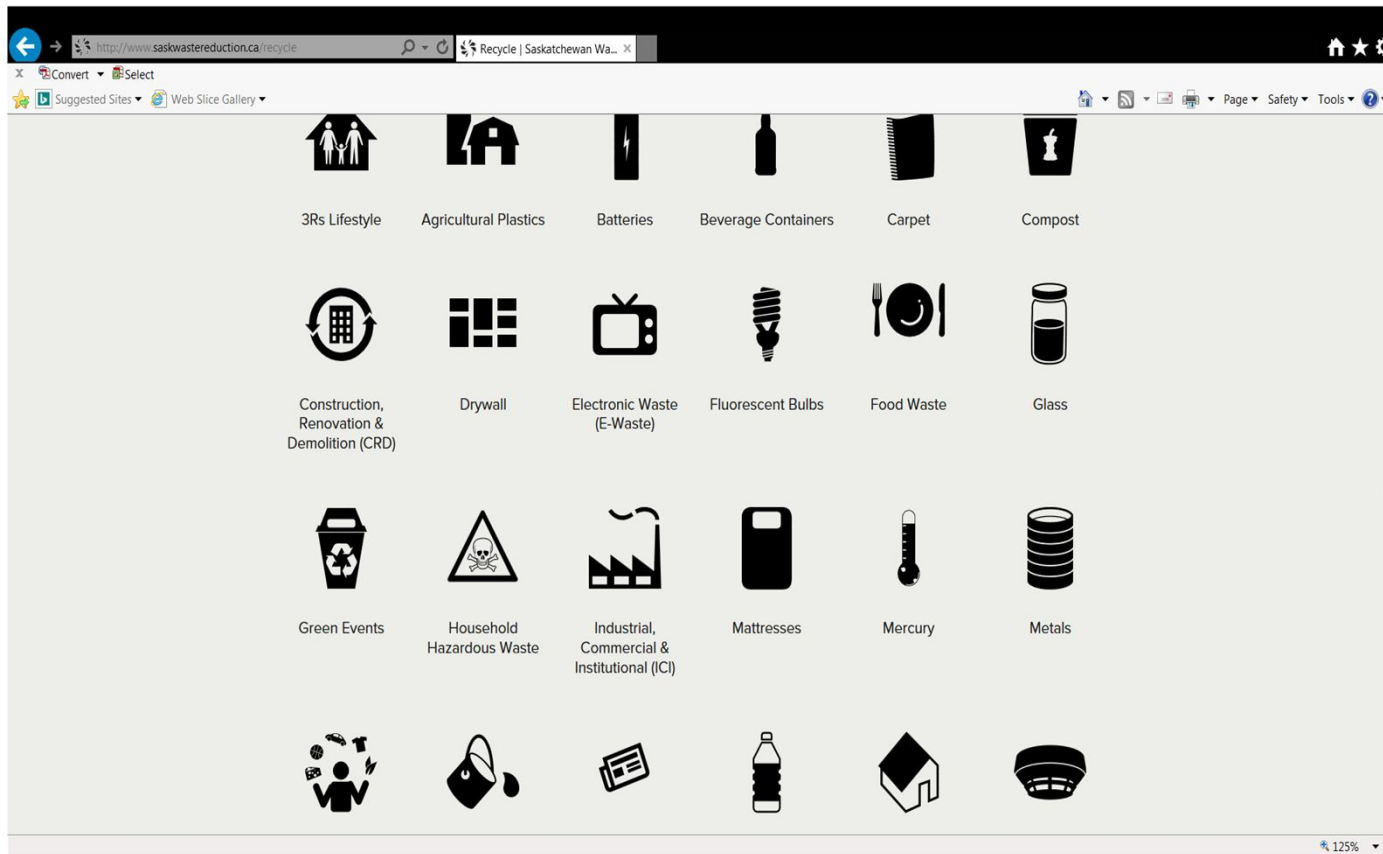 http://www.saskwastereduction.ca/recycle
Recycle | Saskatchewan Wa...
x Convert Select
Suggested Sites Web Slice Gallery
Page Safety Tools
3Rs Lifestyle
Agricultural Plastics
Batteries
Beverage Containers
Carpet
Compost
Construction,
Renovation &
Demolition (CRD)
Drywall
Electronic Waste
(E-Waste)
Fluorescent Bulbs
Food Waste
Glass
Green Events
Household
Hazardous Waste
Industrial,
Commercial &
Institutional (ICI)
Mattresses
Mercury
Metals
125%